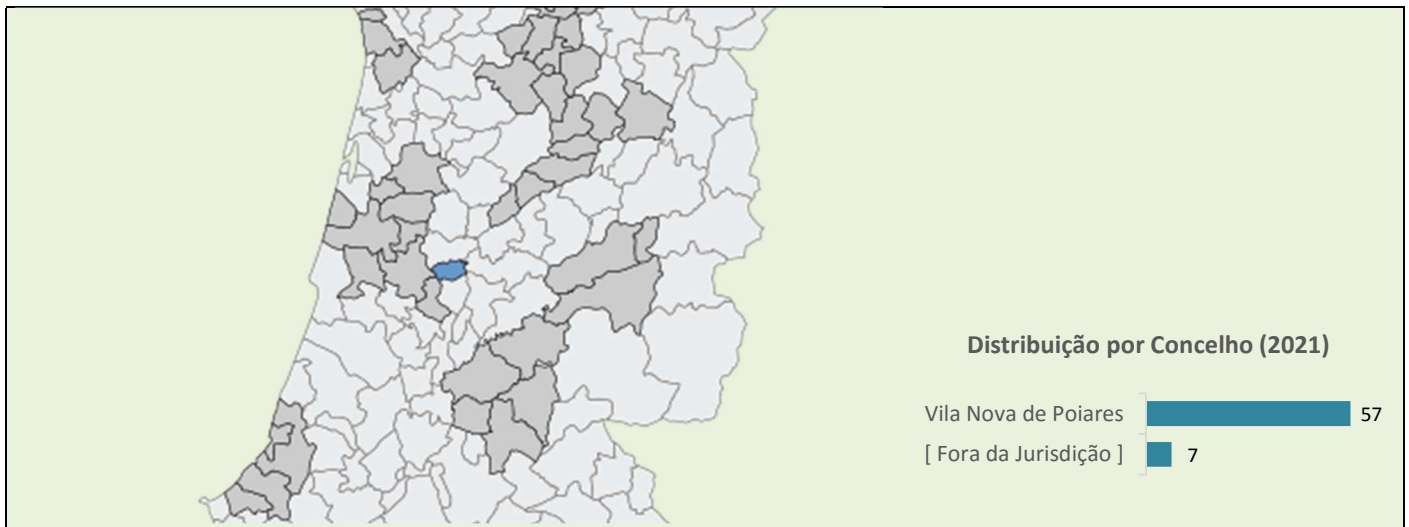 Distribuição por Concelho (2021)
Vila Nova de Poiares 57
[ Fora da Jurisdição ] 7